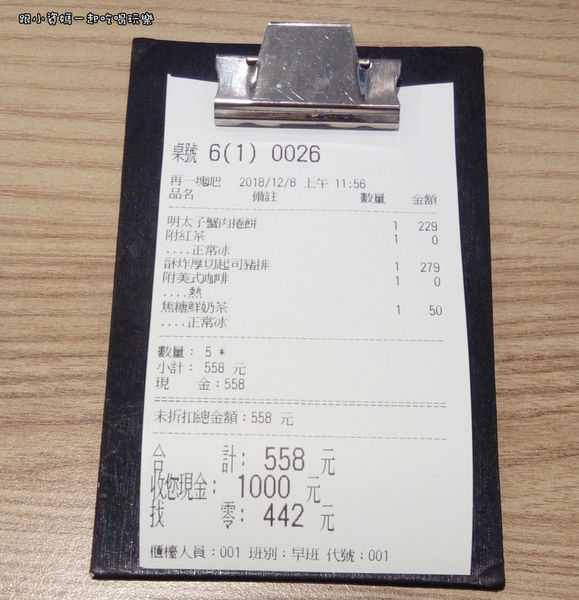 跟小資媽一起吃喝玩樂
桌號 6(1) 0026
再一塊吧 2018/12/8 上午 11:56
品名 備註 數量 金額
明太子蟹肉捲餅 1 229
附紅茶 1 0
....正常冰
酥炸厚切起司豬排 1 279
附美式咖啡 1 0
....熱
焦糖鮮奶茶 1 50
....正常冰
數量: 5 *
小計: 558 元
現 金:558
未折扣總金額:558 元
合 計: 558 元
收您現金: 1000 元
找 零: 442 元
櫃檯人員:001 班別:早班 代號:001